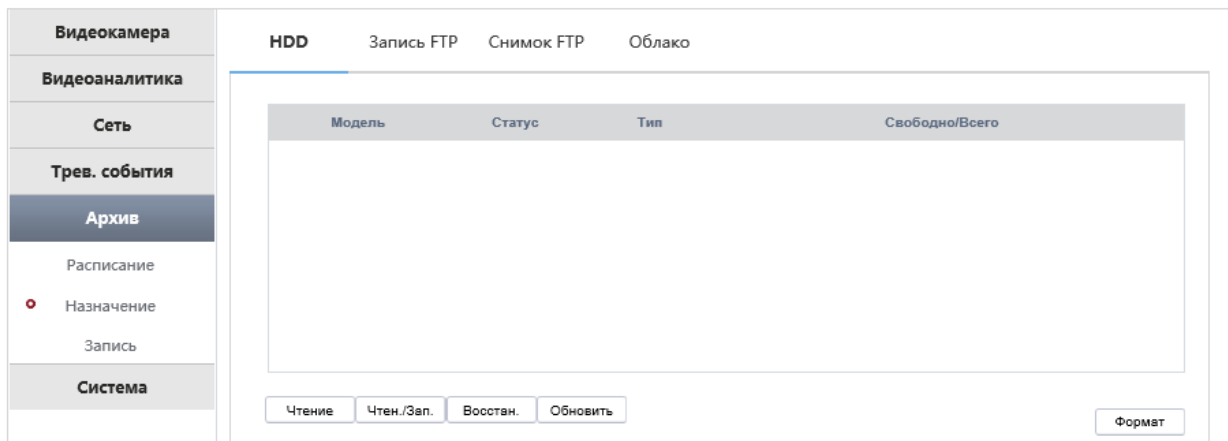 Видеокамера
Видеоаналитика
Сеть
Трев. события
Архив
Расписание
Назначение
Запись
Система
HDD Запись FTP Снимок FTP Облако
Модель Статус Тип Свободно/Всего
Чтение Чтен./Зап. Восстан. Обновить
Формат